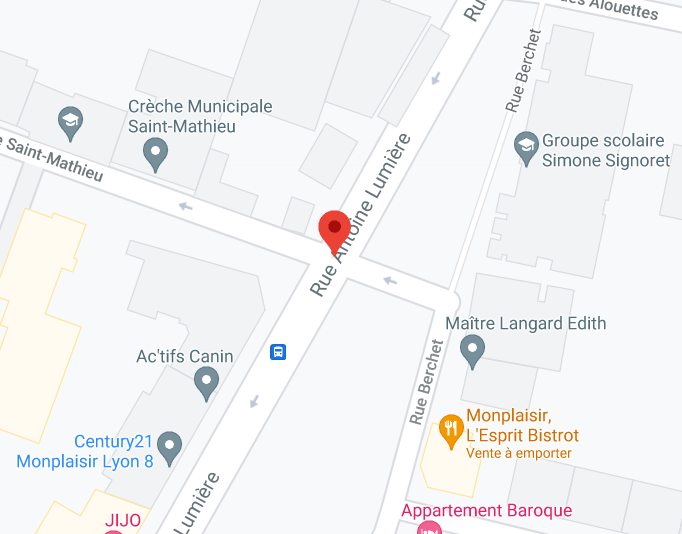 Ru
des Alouettes
Rue Berchet
Crèche Municipale
Saint-Mathieu
e Saint-Mathieu
Groupe scolaire
Simone Signoret
Rue Antoine Lumière
Maître Langard Edith
Ac'tifs Canin
Rue Berchet
Monplaisir,
L'Esprit Bistrot
Vente à emporter
Century21
Monplaisir Lyon 8
Lumière
JIJO
Appartement Baroque